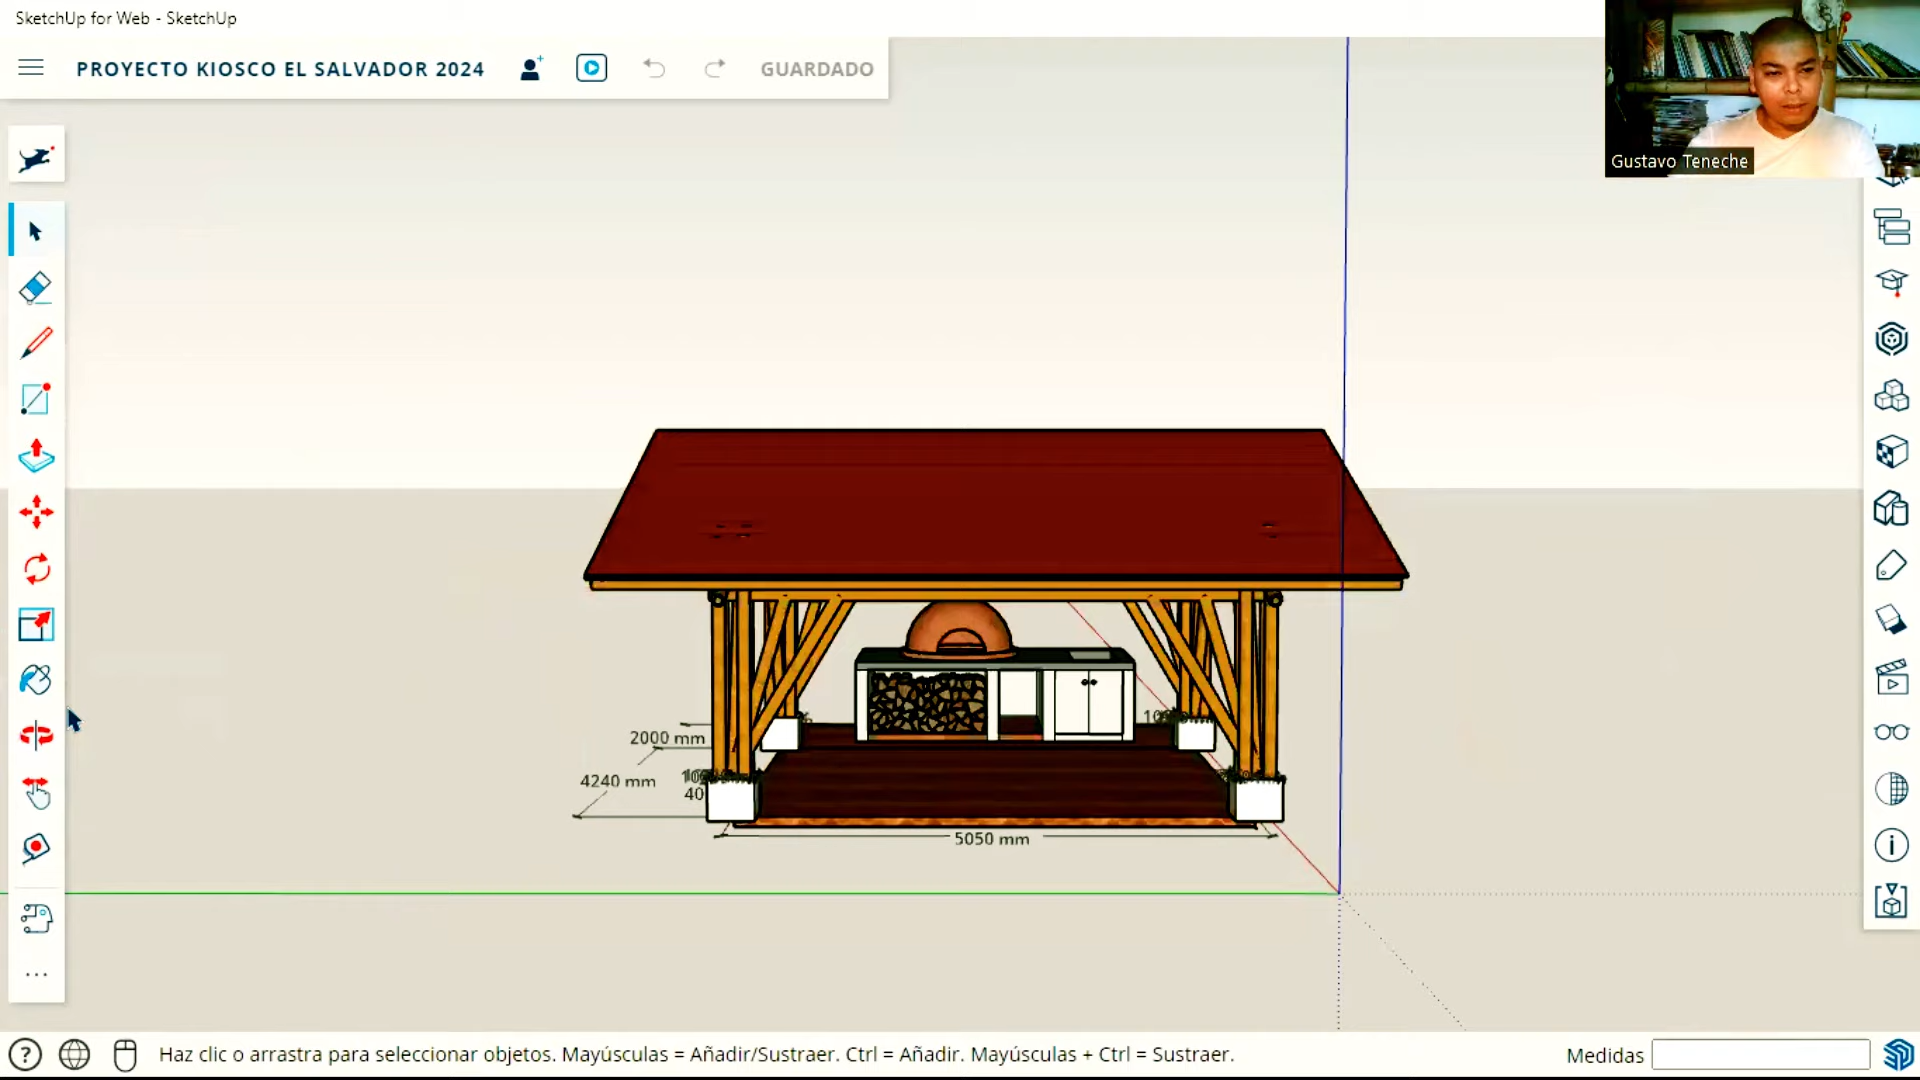 SketchUp for Web - SketchUp
PROYECTO KIOSCO EL SALVADOR 2024
GUARDADO
Gustavo Teneche
2000 mm
4240 mm
40
5050 mm
Haz clic o arrastra para seleccionar objetos. Mayúsculas = Añadir/Sustraer. Ctrl = Añadir. Mayúsculas + Ctrl = Sustraer.
Medidas